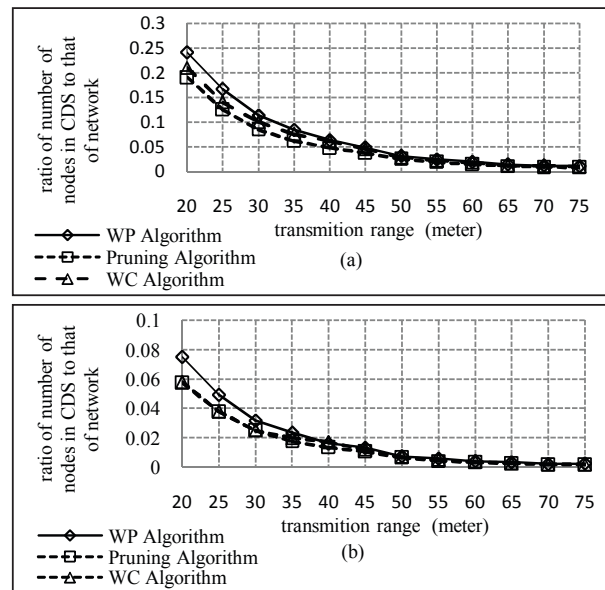 ratio of number of
nodes in CDS to that
of network
0.3
0.25
0.2
0.15
0.1
0.05
0
20 25 30 35 40 45 50 55 60 65 70 75
transmition range (meter)
WP Algorithm
Pruning Algorithm
WC Algorithm
(a)
ratio of number of
nodes in CDS to that
of network
0.1
0.08
0.06
0.04
0.02
0
20 25 30 35 40 45 50 55 60 65 70 75
transmition range (meter)
WP Algorithm
Pruning Algorithm
WC Algorithm
(b)